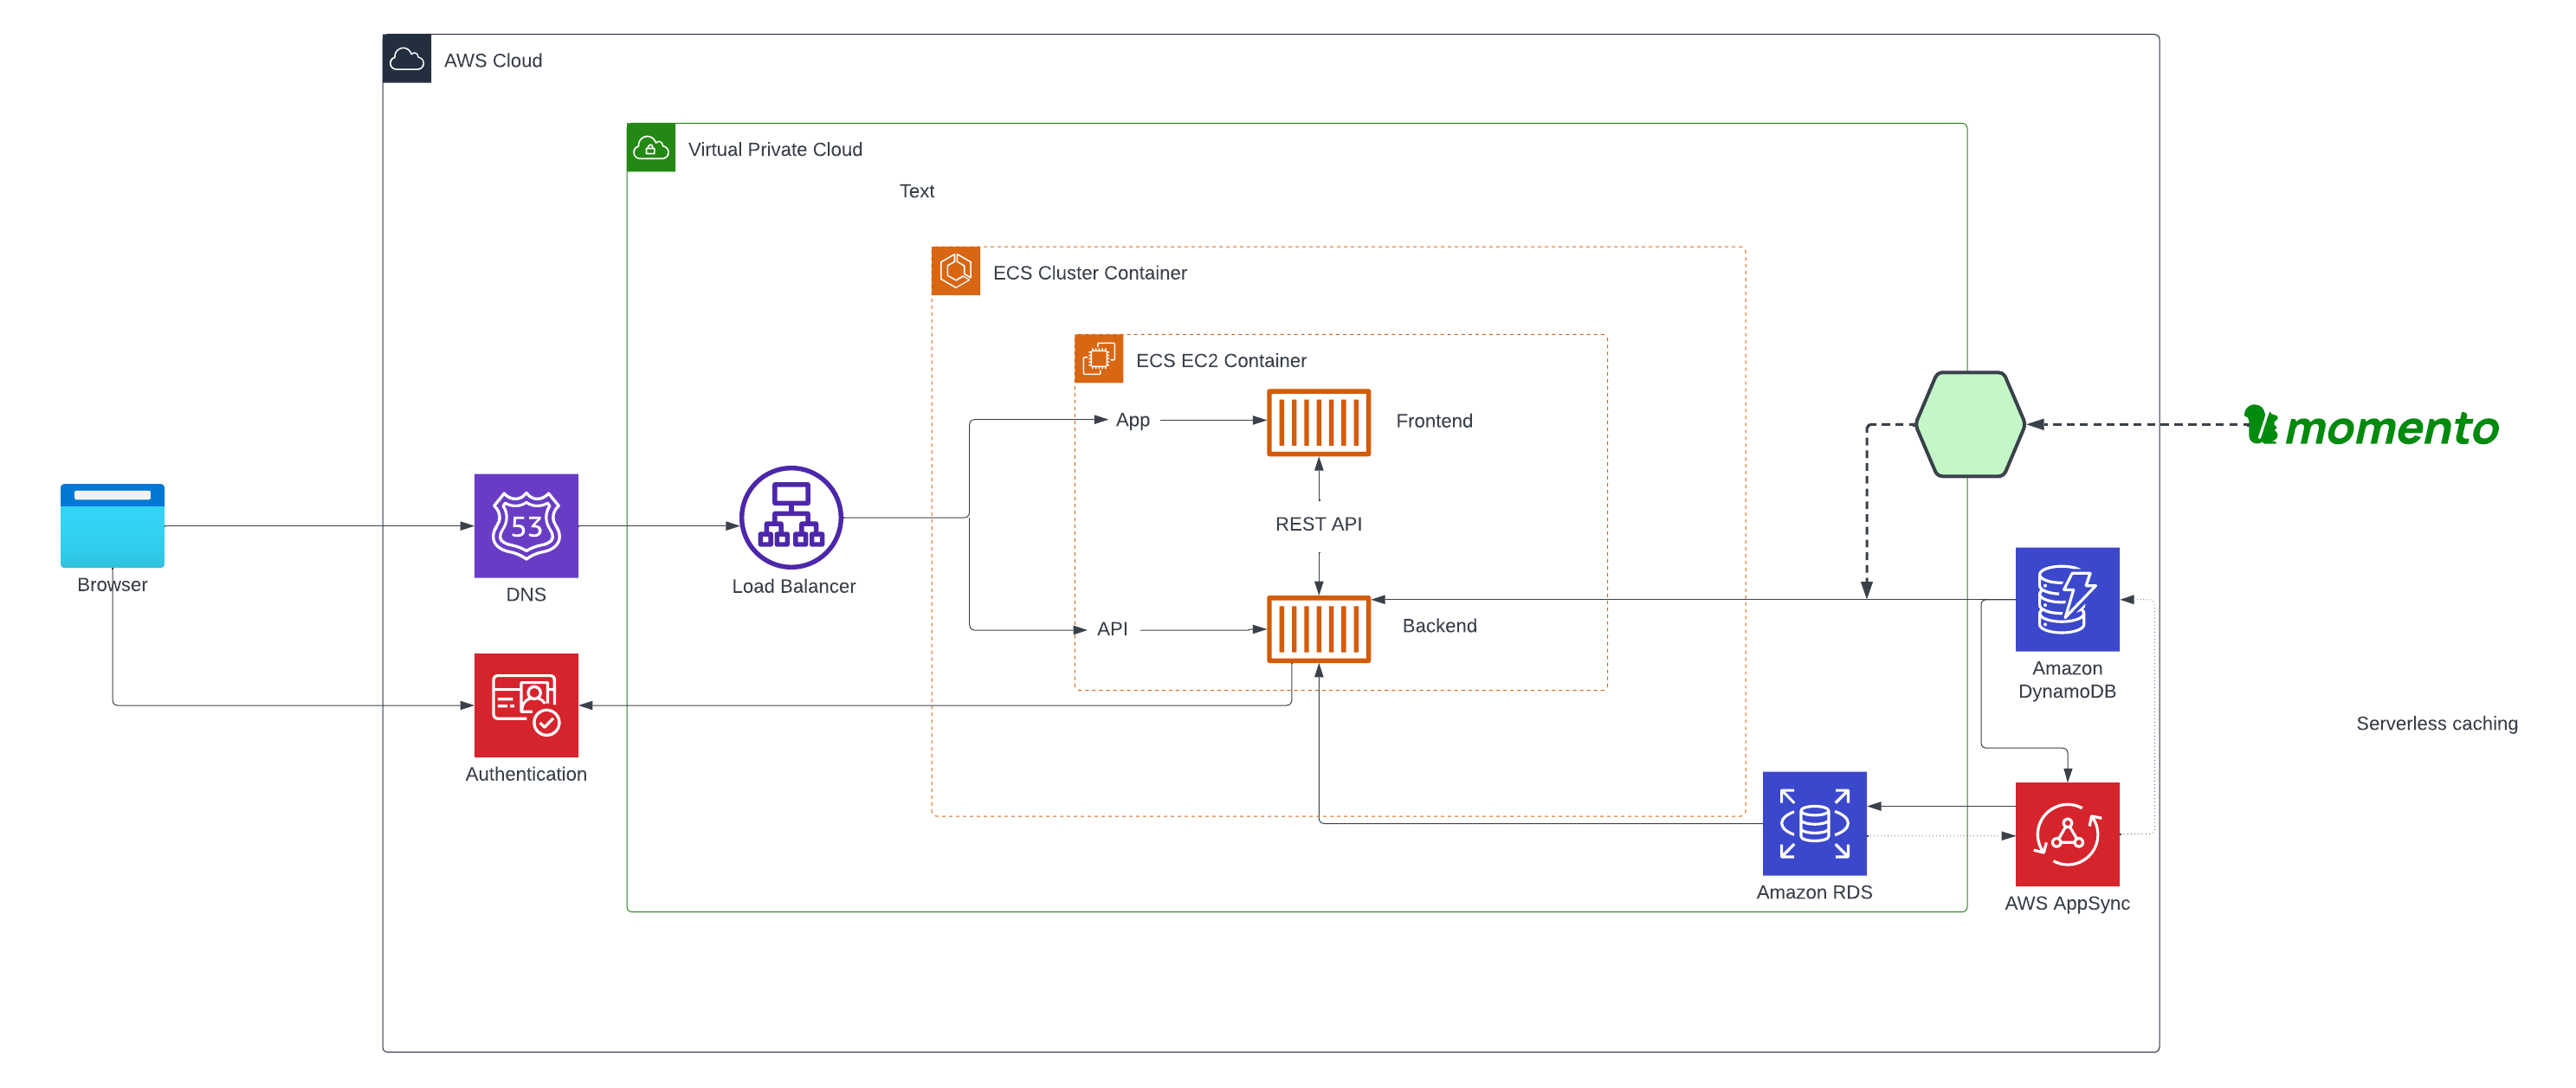 AWS Cloud
Virtual Private Cloud
Text
ECS Cluster Container
ECS EC2 Container
App
Frontend
momento
53
REST API
Browser
DNS
Load Balancer
API
Backend
Amazon
DynamoDB
Serverless caching
Authentication
Amazon RDS
AWS AppSync